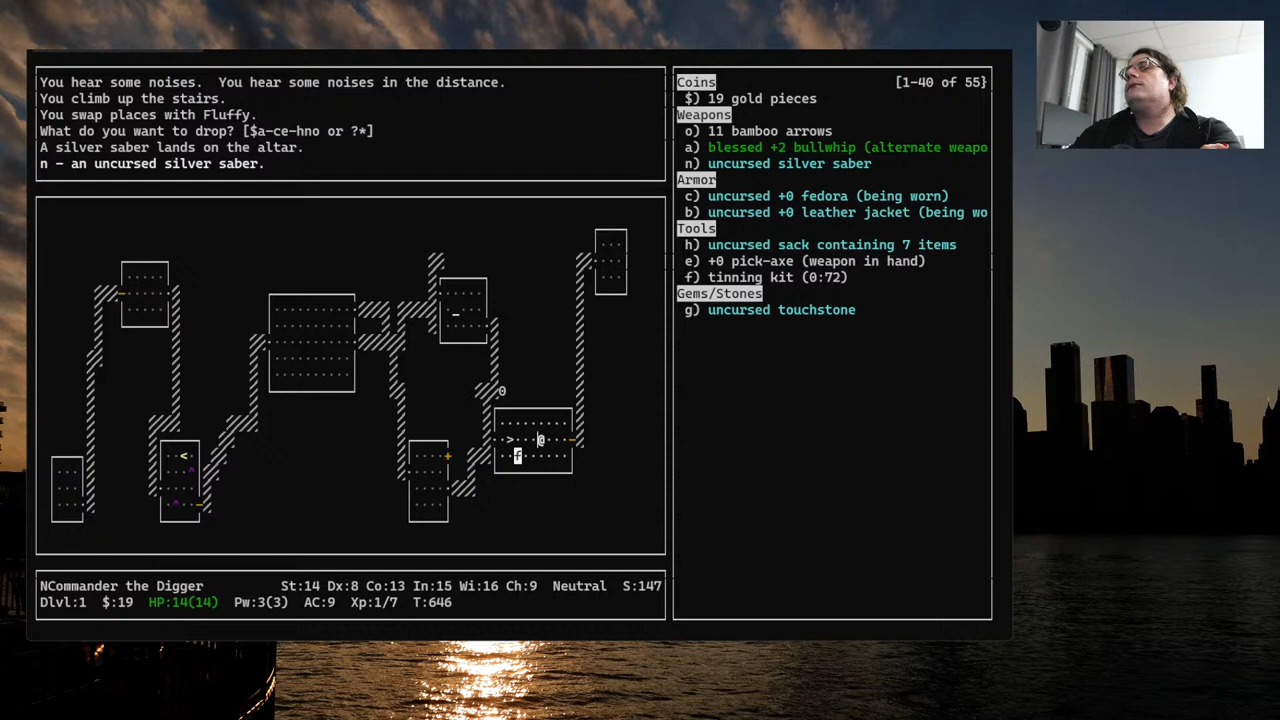 You hear some noises.  You hear some noises in the distance.
You climb up the stairs.
You swap places with Fluffy.
What do you want to drop? [$a-ce-hno or ?*]
A silver saber lands on the altar.
n - an uncursed silver saber.
Coins [1-40 of 55}
$) 19 gold pieces
Weapons
o) 11 bamboo arrows
a) blessed +2 bullwhip (alternate weapo
n) uncursed silver saber
Armor
c) uncursed +0 fedora (being worn)
b) uncursed +0 leather jacket (being wo
Tools
h) uncursed sack containing 7 items
e) +0 pick-axe (weapon in hand)
f) tinning kit (0:72)
Gems/Stones
g) uncursed touchstone
NCommander the Digger St:14 Dx:8 Co:13 In:15 Wi:16 Ch:9 Neutral S:147
Dlvl:1 $:19 HP:14(14) Pw:3(3) AC:9 Xp:1/7 T:646